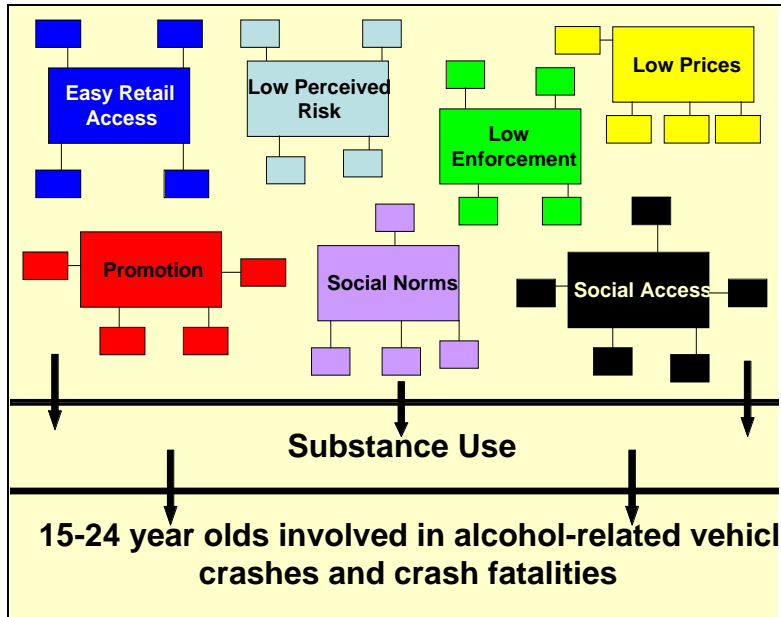 Easy Retail
Access
Low Perceived
Risk
Low
Enforcement
Low Prices
Promotion
Social Norms
Social Access
Substance Use
15-24 year olds involved in alcohol-related vehicl
crashes and crash fatalities